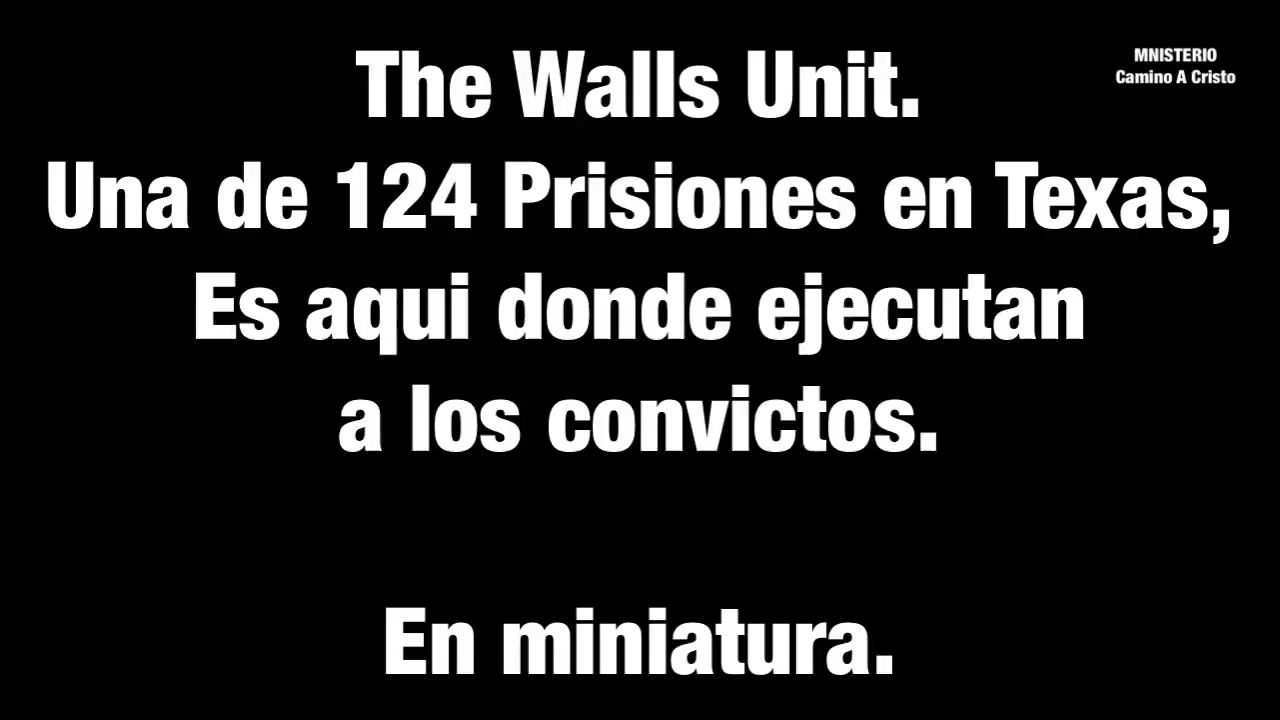 The Walls Unit.
MNISTERIO
Camino A Cristo
Una de 124 Prisiones en Texas,
Es aqui donde ejecutan
a los convictos.
En miniatura.